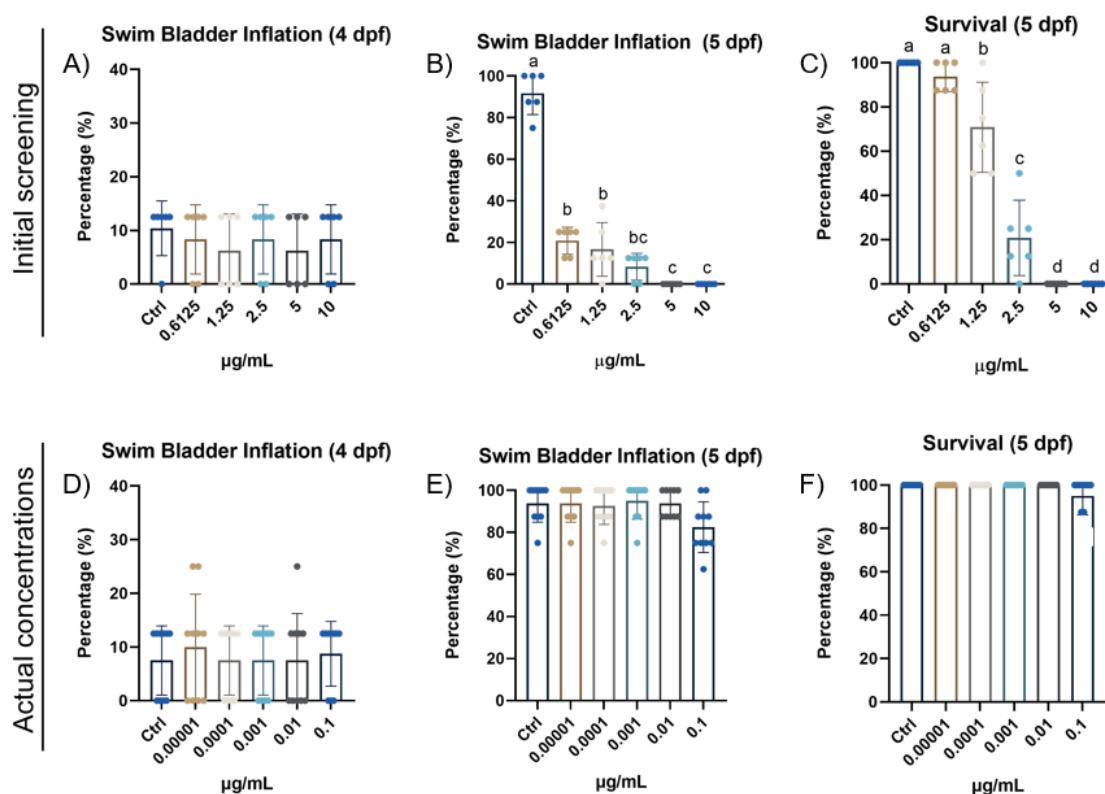 Initial screening
A)
Swim Bladder Inflation (4 dpf)
Percentage (%)
40
30
20
10
0
Ctrl
0.6125
1.25
2.5
5
10
µg/mL
B)
Swim Bladder Inflation (5 dpf)
Percentage (%)
100
80
60
40
20
0
a
b
b
bc
c
c
Ctrl
0.6125
1.25
2.5
5
10
µg/mL
C)
Survival (5 dpf)
Percentage (%)
100
80
60
40
20
0
a
a
b
c
d
d
Ctrl
0.6125
1.25
2.5
5
10
µg/mL
Actual concentrations
D)
Swim Bladder Inflation (4 dpf)
Percentage (%)
40
30
20
10
0
Ctrl
0.00001
0.0001
0.001
0.01
0.1
µg/mL
E)
Swim Bladder Inflation (5 dpf)
Percentage (%)
100
80
60
40
20
0
Ctrl
0.00001
0.0001
0.001
0.01
0.1
µg/mL
F)
Survival (5 dpf)
Percentage (%)
100
80
60
40
20
0
Ctrl
0.00001
0.0001
0.001
0.01
0.1
µg/mL